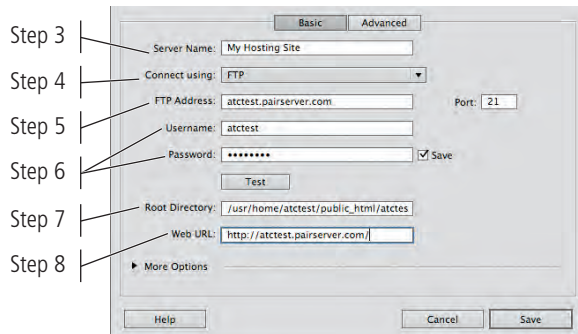 Basic Advanced
Step 3 Server Name: My Hosting Site
Step 4 Connect using: FTP
Step 5 FTP Address: atctest.pairserver.com Port: 21
Step 6 Username: atctest
Password: •••••••• Save
Test
Step 7 Root Directory: /usr/home/atctest/public_html/atctes
Step 8 Web URL: http://atctest.pairserver.com/
More Options
Help Cancel Save